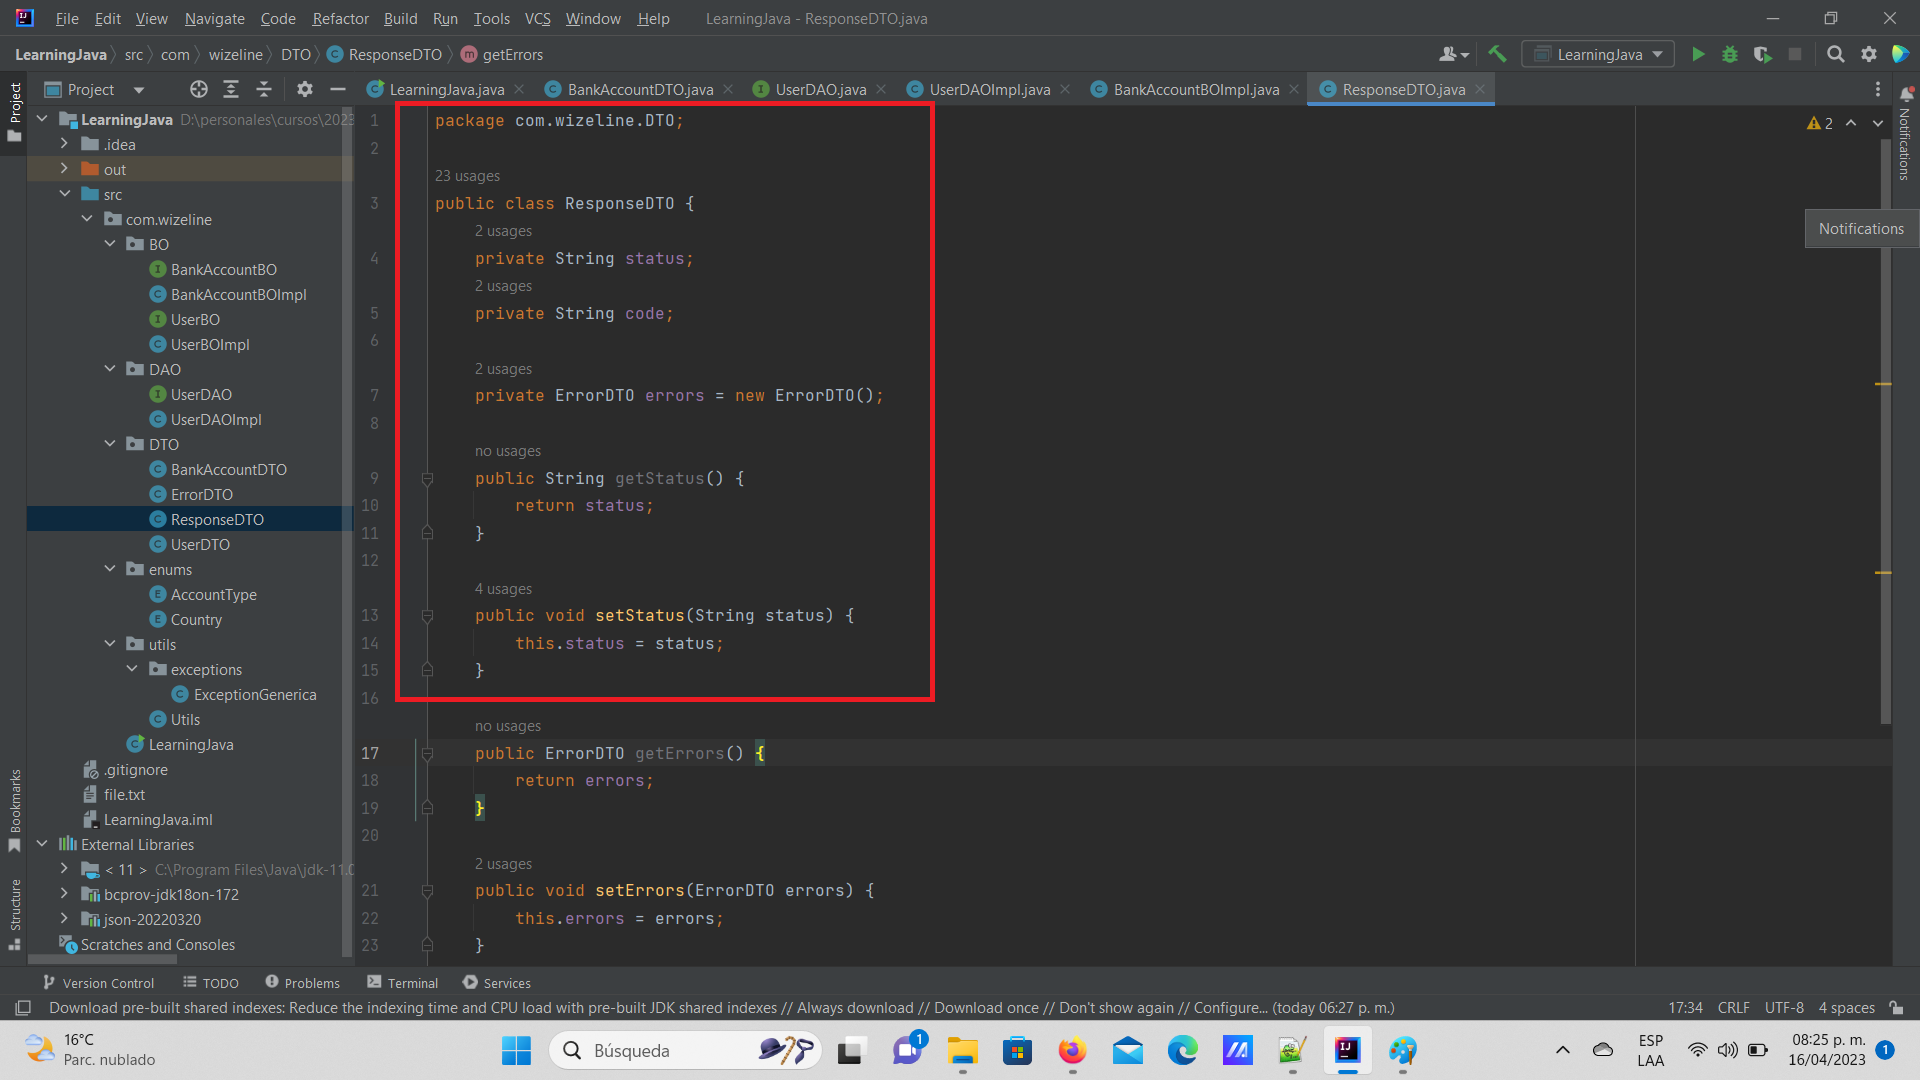 File Edit View Navigate Code Refactor Build Run Tools VCS Window Help LearningJava - ResponseDTO.java
LearningJava src com wizeline DTO ResponseDTO getErrors LearningJava
Project LearningJava.java BankAccountDTO.java UserDAO.java UserDAOImpl.java BankAccountBOImpl.java ResponseDTO.java
Project
Bookmarks
Structure
LearningJava D:\personales\cursos\2023
.idea
out
src
com.wizeline
BO
BankAccountBO
BankAccountBOImpl
UserBO
UserBOImpl
DAO
UserDAO
UserDAOImpl
DTO
BankAccountDTO
ErrorDTO
ResponseDTO
UserDTO
enums
AccountType
Country
utils
exceptions
ExceptionGenerica
Utils
LearningJava
.gitignore
file.txt
LearningJava.iml
External Libraries
< 11 > C:\Program Files\Java\jdk-11.0
bcprov-jdk18on-172
json-20220320
Scratches and Consoles
1 package com.wizeline.DTO;
2
23 usages
3 public class ResponseDTO {
2 usages
4 private String status;
2 usages
5 private String code;
6
2 usages
7 private ErrorDTO errors = new ErrorDTO();
8
no usages
9 public String getStatus() {
10 return status;
11 }
12
4 usages
13 public void setStatus(String status) {
14 this.status = status;
15 }
16
no usages
17 public ErrorDTO getErrors() {
18 return errors;
19 }
20
2 usages
21 public void setErrors(ErrorDTO errors) {
22 this.errors = errors;
23 }
2
Notifications
Notifications
Version Control TODO Problems Terminal Services
Download pre-built shared indexes: Reduce the indexing time and CPU load with pre-built JDK shared indexes // Always download // Download once // Don't show again // Configure... (today 06:27 p. m.) 17:34 CRLF UTF-8 4 spaces
16°C
Parc. nublado
Búsqueda
1
ESP
LAA
08:25 p. m.
16/04/2023
1